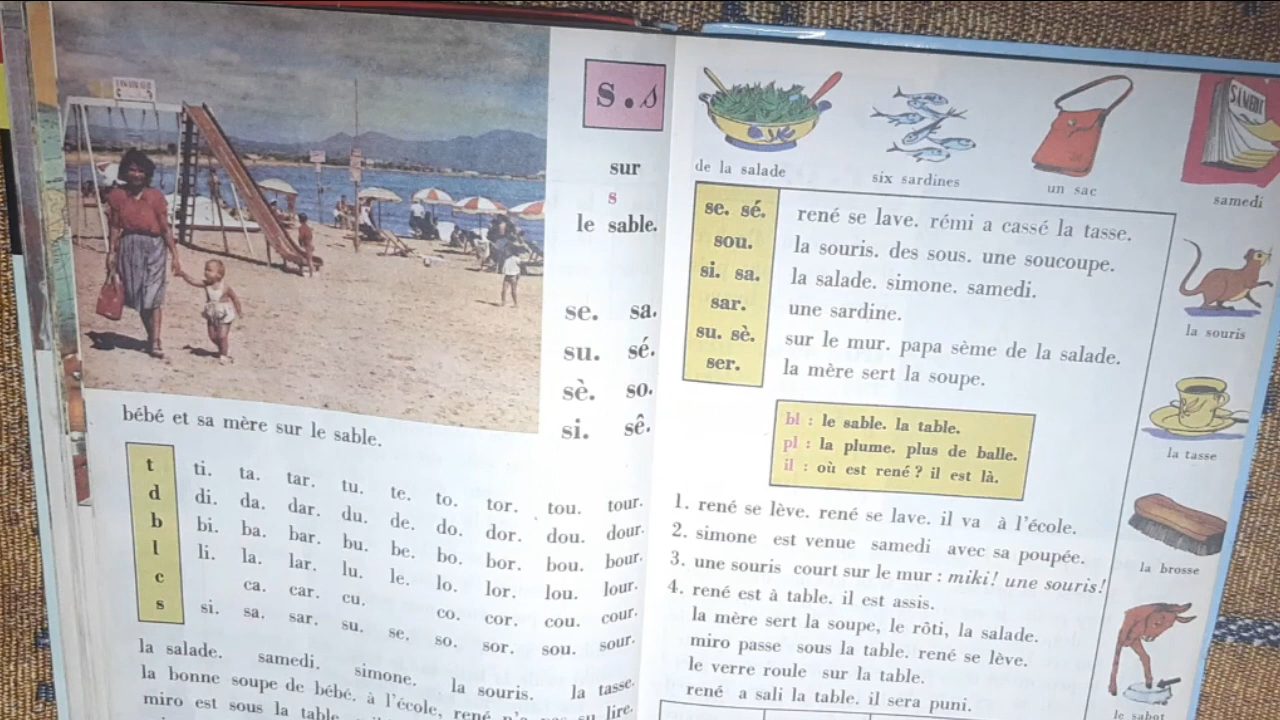 s . s
sur
s
le sable.
se. sa.
su. sé.
sè. so.
si. sê.
bébé et sa mère sur le sable.
t
d
b
l
c
s
ti. ta. tar. tu. te. to. tor. tou. tour.
di. da. dar. du. de. do. dor. dou. dour.
bi. ba. bar. bu. be. bo. bor. bou. bour.
li. la. lar. lu. le. lo. lor. lou. lour.
ca. car. cu. co. cor. cou. cour.
si. sa. sar. su. se. so. sor. sou. sour.
la salade. samedi. simone. la souris. la tasse.
la bonne soupe de bébé. à l'école, rené n'a pas su lire.
miro est sous la table
de la salade
six sardines
un sac
SAMEDI
samedi
se. sé.
sou.
si. sa.
sar.
su. sè.
ser.
rené se lave. rémi a cassé la tasse.
la souris. des sous. une soucoupe.
la salade. simone. samedi.
une sardine.
sur le mur. papa sème de la salade.
la mère sert la soupe.
la souris
la tasse
la brosse
le sabot
bl : le sable. la table.
pl : la plume. plus de balle.
il : où est rené ? il est là.
1. rené se lève. rené se lave. il va à l'école.
2. simone est venue samedi avec sa poupée.
3. une souris court sur le mur : miki! une souris!
4. rené est à table. il est assis.
la mère sert la soupe, le rôti, la salade.
miro passe sous la table. rené se lève.
le verre roule sur la table.
rené a sali la table. il sera puni.